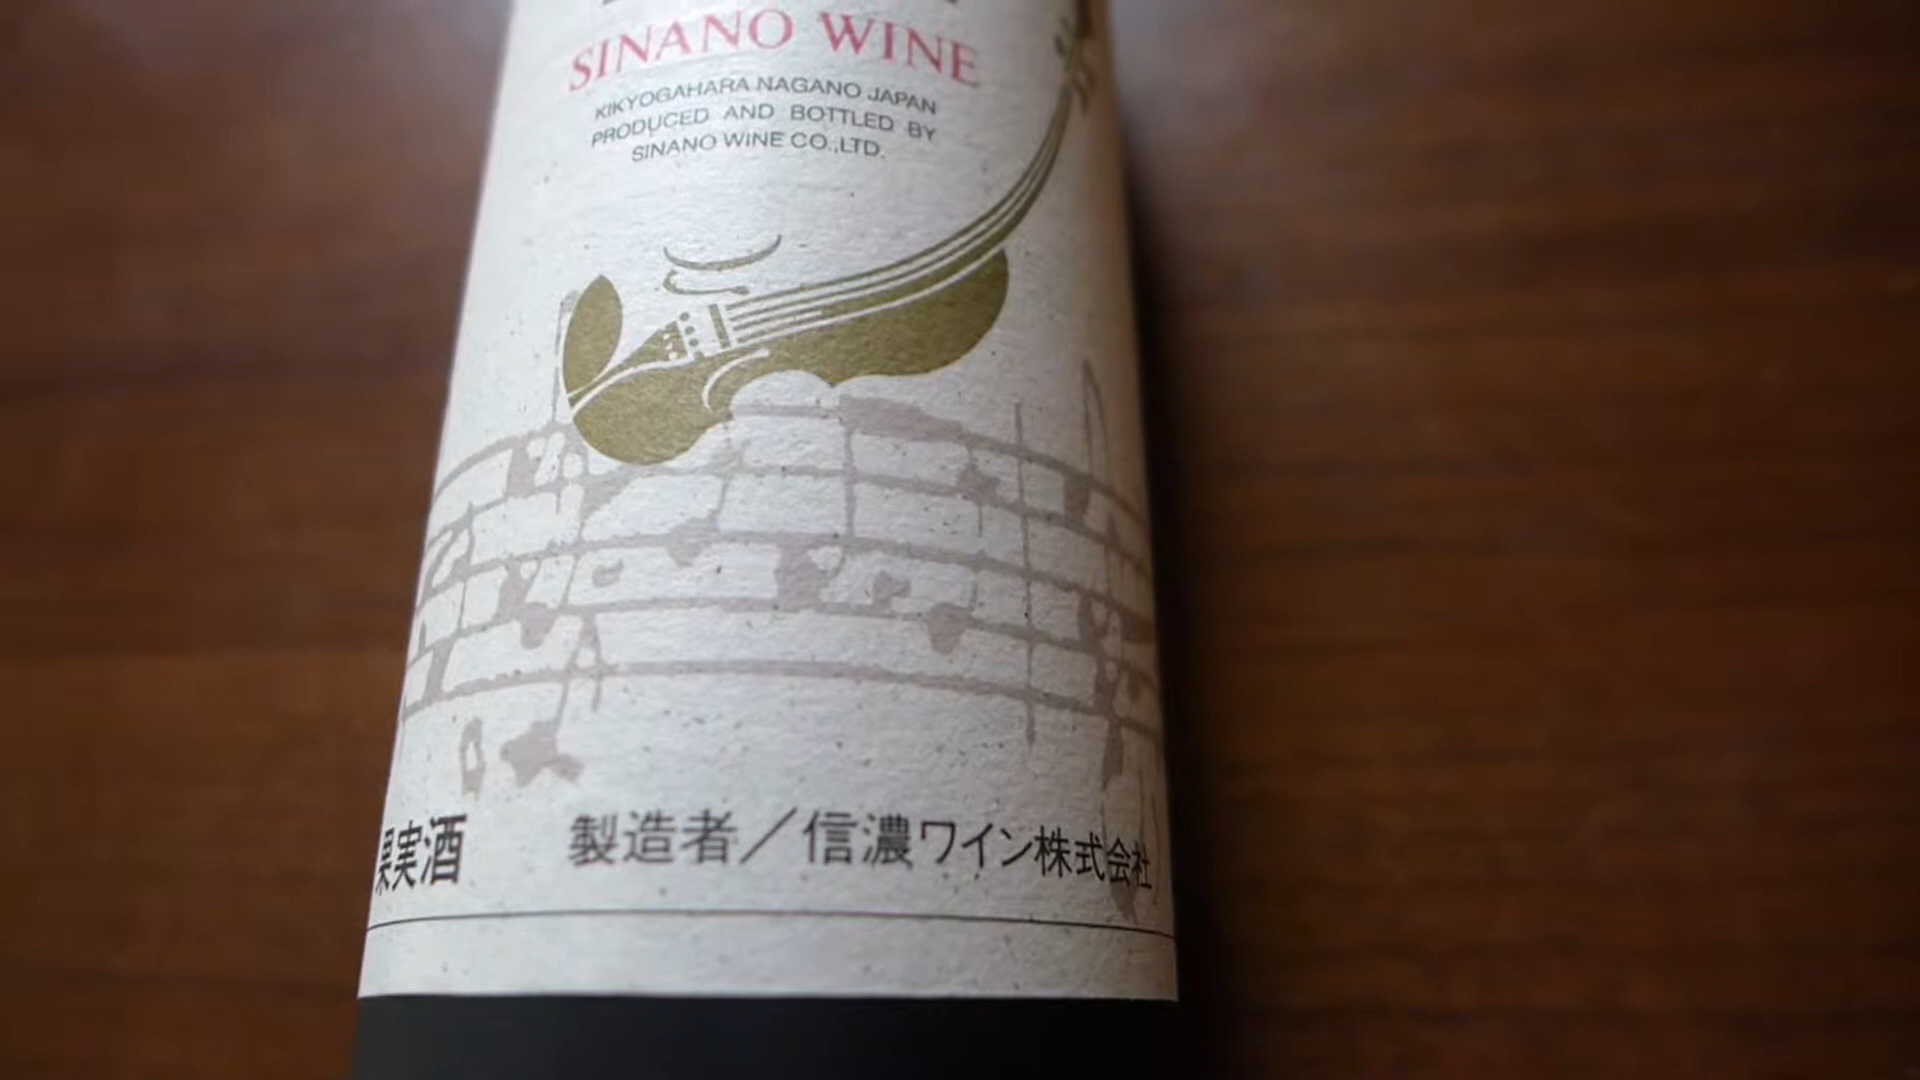 SINANO WINE
KIKYOGAHARA NAGANO JAPAN
PRODUCED AND BOTTLED BY
SINANO WINE CO.,LTD.
果実酒 製造者／信濃ワイン株式会社